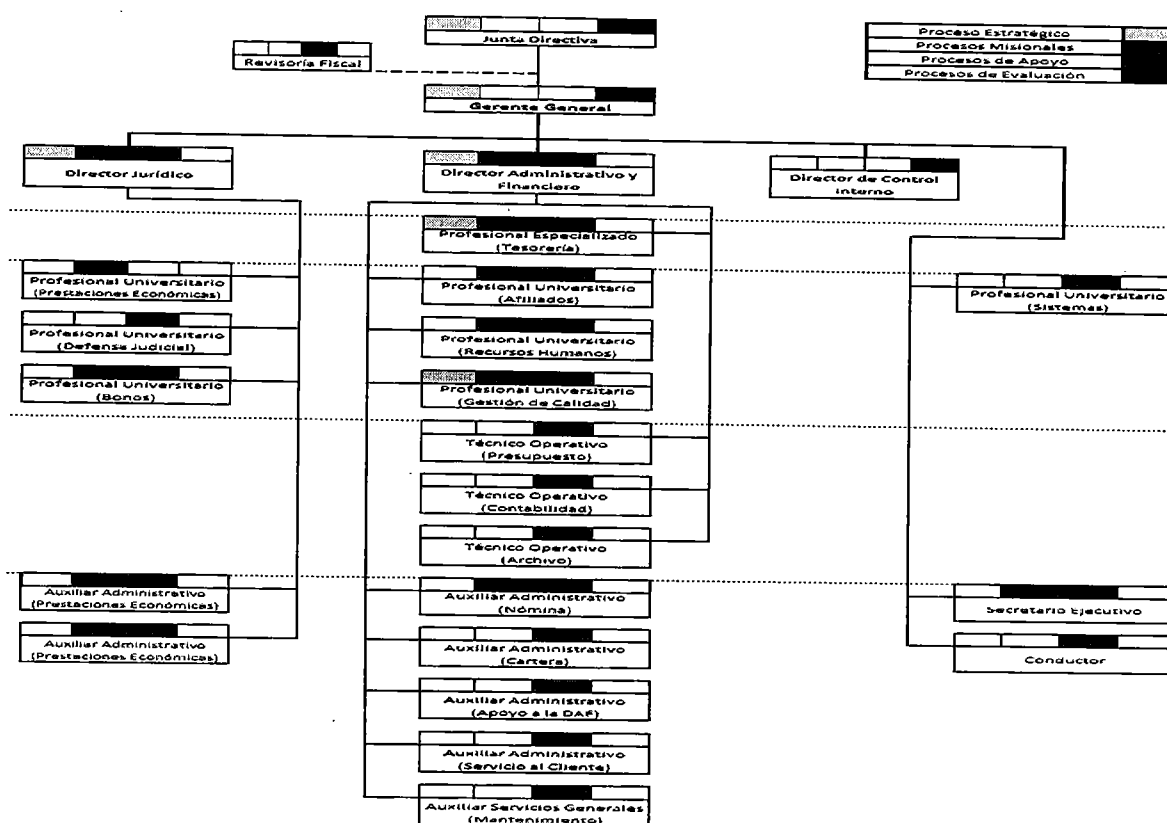 Junta Directiva
Revisoría Fiscal
Proceso Estratégico
Procesos Misionales
Procesos de Apoyo
Procesos de Evaluación
Gerente General
Director Jurídico
Director Administrativo y
Financiero
Director de Control
Interno
Profesional Especializado
(Tesorería)
Profesional Universitario
(Prestaciones Económicas)
Profesional Universitario
(Afiliados)
Profesional Universitario
(Sistemas)
Profesional Universitario
(Defensa Judicial)
Profesional Universitario
(Recursos Humanos)
Profesional Universitario
(Bonos)
Profesional Universitario
(Gestión de Calidad)
Técnico Operativo
(Presupuesto)
Técnico Operativo
(Contabilidad)
Técnico Operativo
(Archivo)
Auxiliar Administrativo
(Prestaciones Económicas)
Auxiliar Administrativo
(Nómina)
Secretario Ejecutivo
Auxiliar Administrativo
(Prestaciones Económicas)
Auxiliar Administrativo
(Cartera)
Conductor
Auxiliar Administrativo
(Apoyo a la DAF)
Auxiliar Administrativo
(Servicio al Cliente)
Auxiliar Servicios Generales
(Mantenimiento)